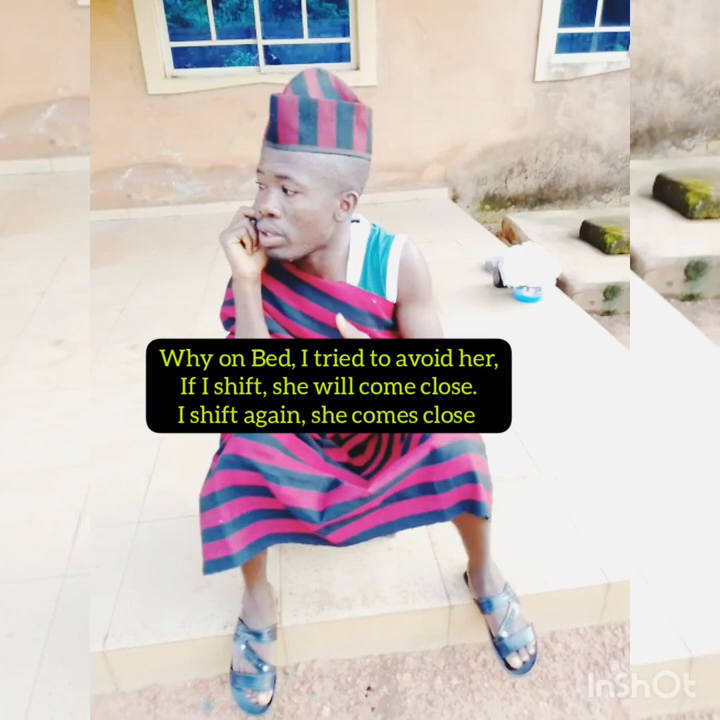 Why on Bed, I tried to avoid her,
If I shift, she will come close.
I shift again, she comes close
InShOt